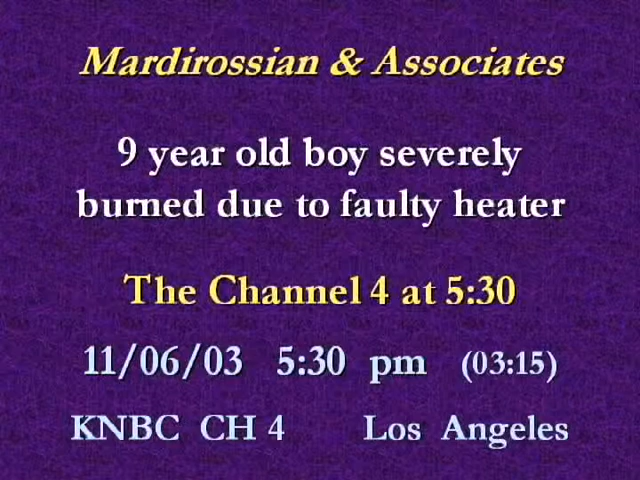 Mardirossian & Associates
9 year old boy severely
burned due to faulty heater
The Channel 4 at 5:30
11/06/03 5:30 pm (03:15)
KNBC CH 4 Los Angeles